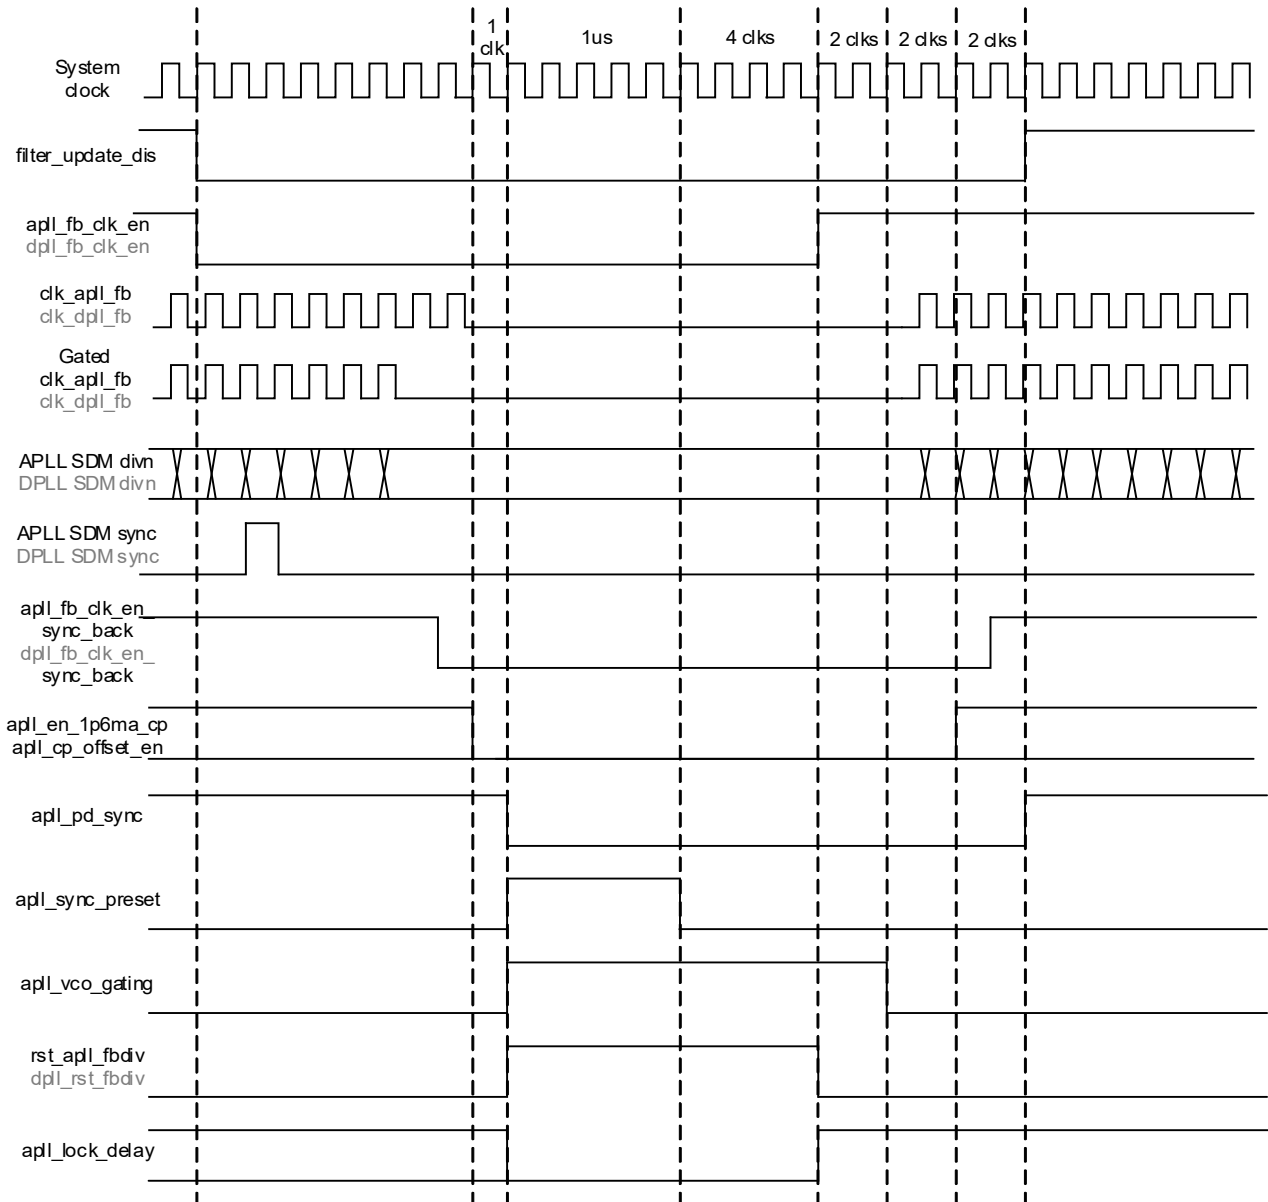 1
clk
1us
4 clks
2 clks
2 clks
2 clks
System
clock
filter_update_dis
apll_fb_clk_en
dpll_fb_clk_en
clk_apll_fb
clk_dpll_fb
Gated
clk_apll_fb
clk_dpll_fb
APLL SDM divn
DPLL SDM divn
APLL SDM sync
DPLL SDM sync
apll_fb_clk_en_
sync_back
dpll_fb_clk_en_
sync_back
apll_en_1p6ma_cp
apll_cp_offset_en
apll_pd_sync
apll_sync_preset
apll_vco_gating
rst_apll_fbdiv
dpll_rst_fbdiv
apll_lock_delay